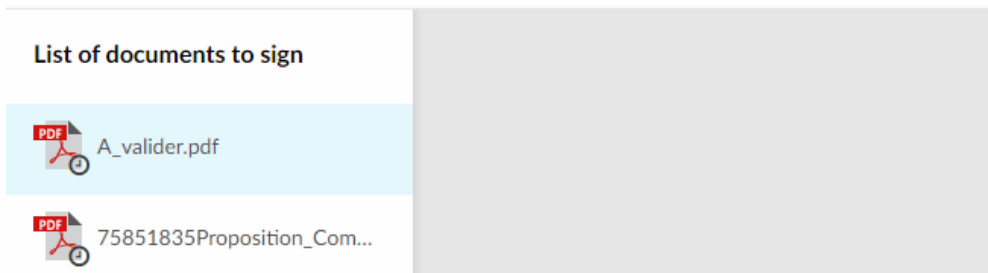 List of documents to sign
PDF
A_valider.pdf
PDF
75851835Proposition_Com...